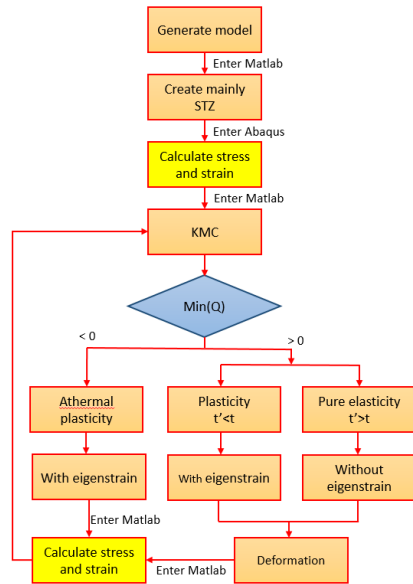 Generate model
Enter Matlab
Create mainly
STZ
Enter Abaqus
Calculate stress
and strain
Enter Matlab
KMC
Min(Q)
< 0
> 0
Athermal
plasticity
Plasticity
t'<t
Pure elasticity
t'>t
With eigenstrain
With eigenstrain
Without
eigenstrain
Enter Matlab
Calculate stress
and strain
Enter Matlab
Deformation